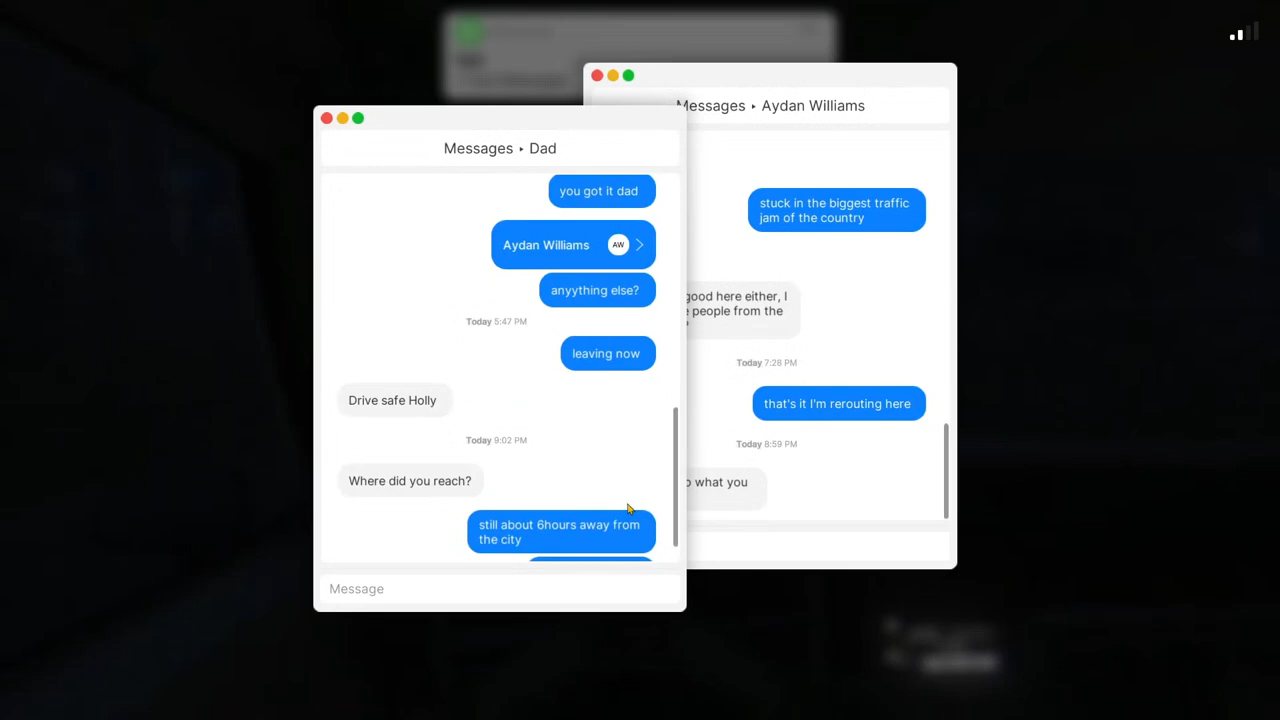 Messages ▸ Dad
you got it dad
Aydan Williams AW
anyything else?
Today 5:47 PM
leaving now
Drive safe Holly
Today 9:02 PM
Where did you reach?
still about 6hours away from
the city
Message
Messages ▸ Aydan Williams
stuck in the biggest traffic
jam of the country
good here either, I
people from the
Today 7:28 PM
that's it I'm rerouting here
Today 8:59 PM
what you